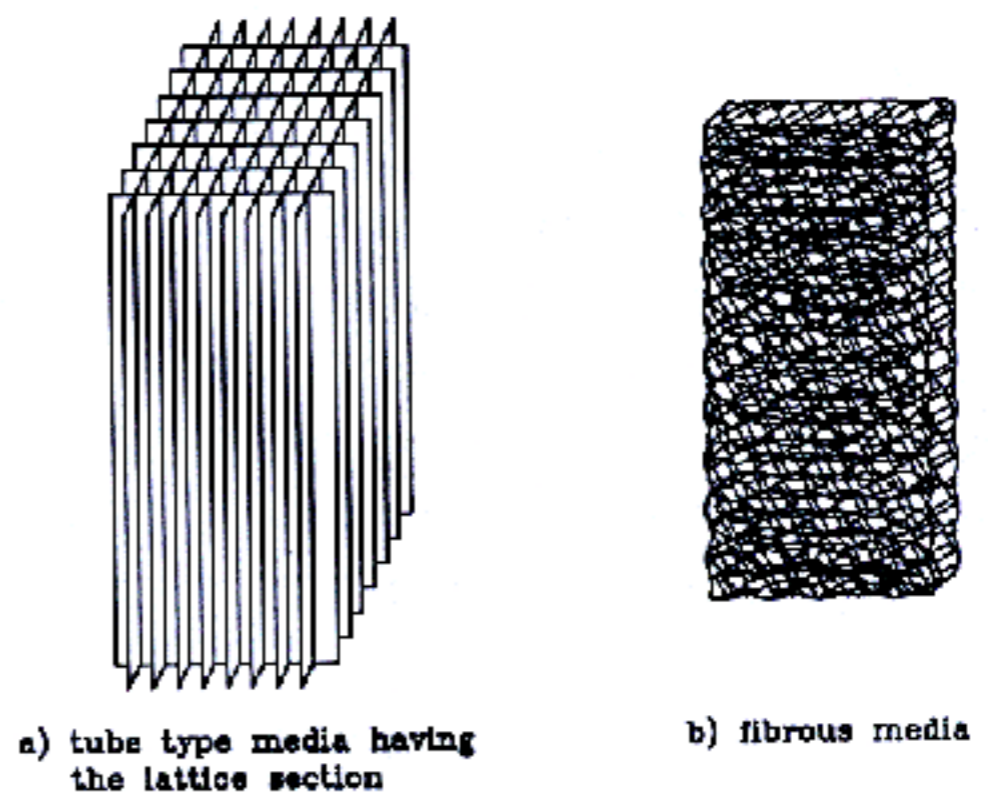 a) tube type media having
the lattice section
b) fibrous media